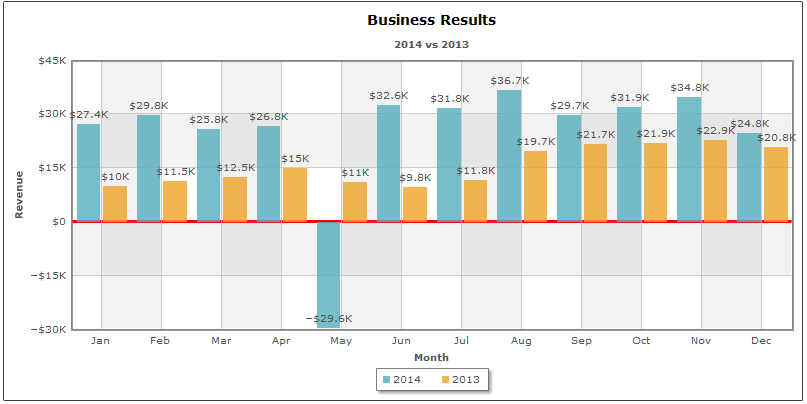 Business Results
2014 vs 2013
$45K
$30K
$15K
$0
−$15K
−$30K
Revenue
$27.4K $29.8K $25.8K $26.8K −$29.6K $32.6K $31.8K $36.7K $29.7K $31.9K $34.8K $24.8K
$10K $11.5K $12.5K $15K $11K $9.8K $11.8K $19.7K $21.7K $21.9K $22.9K $20.8K
Jan Feb Mar Apr May Jun Jul Aug Sep Oct Nov Dec
Month
2014 2013